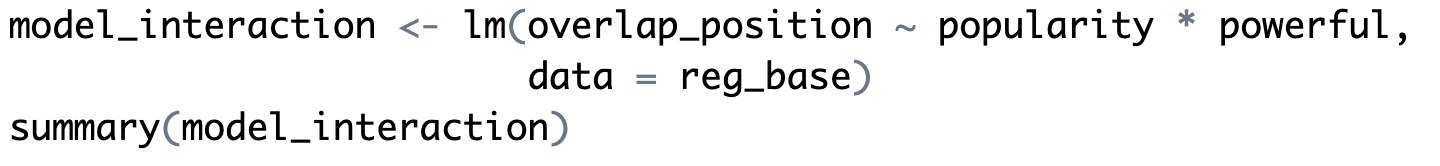 model_interaction <- lm(overlap_position ~ popularity * powerful,
                        data = reg_base)
summary(model_interaction)